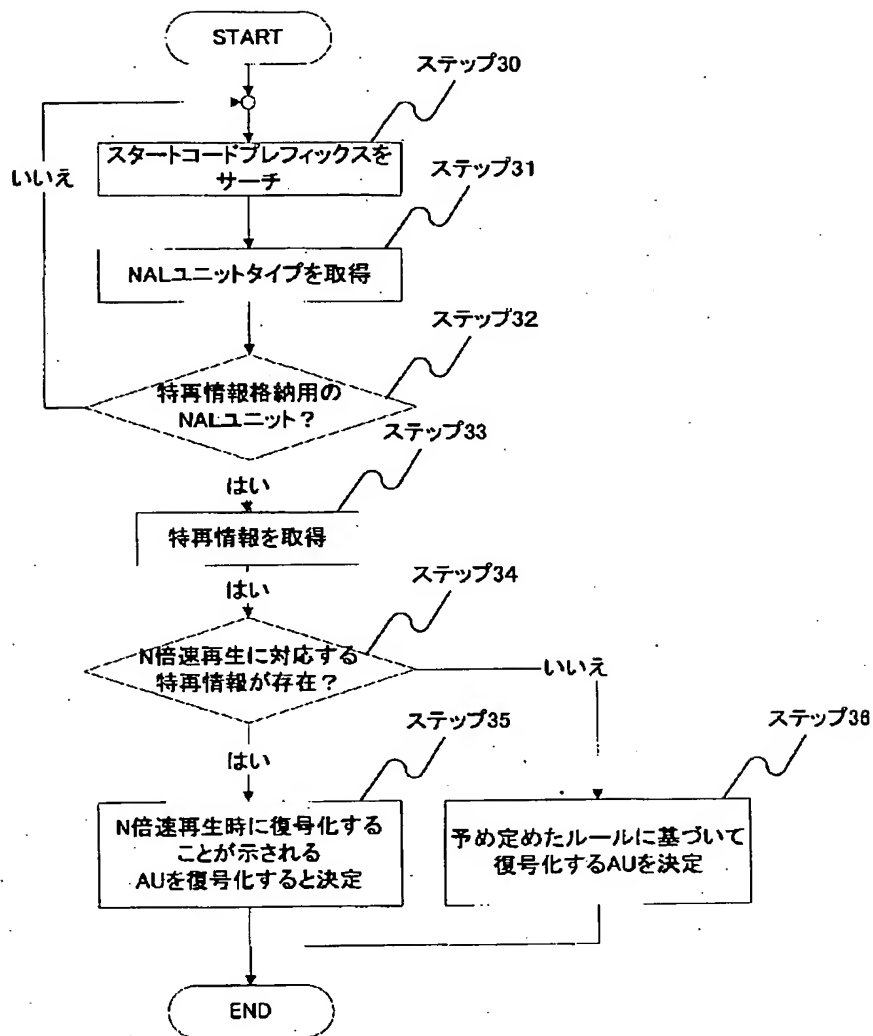 START
ステップ30
スタートコードプレフィックスを
サーチ
いいえ
ステップ31
NALユニットタイプを取得
ステップ32
特再情報格納用の
NALユニット？
ステップ33
はい
特再情報を取得
はい
ステップ34
N倍速再生に対応する
特再情報が存在？
いいえ
ステップ35
ステップ36
はい
N倍速再生時に復号化する
ことが示される
AUを復号化すると決定
予め定めたルールに基づいて
復号化するAUを決定
END